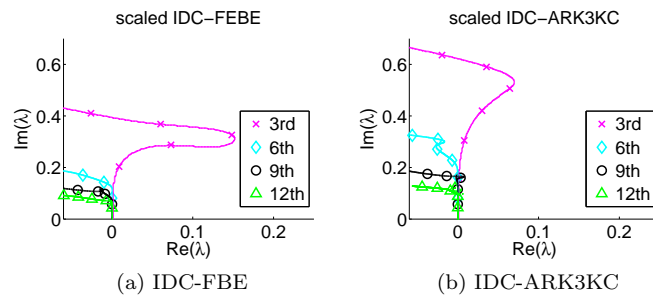 scaled IDC−FEBE
scaled IDC−ARK3KC
Im(λ)
0.6
0.4
0.2
0
0
0.1
0.2
Re(λ)
3rd
6th
9th
12th
Im(λ)
0.6
0.4
0.2
0
0
0.1
0.2
Re(λ)
3rd
6th
9th
12th
(a) IDC-FBE
(b) IDC-ARK3KC